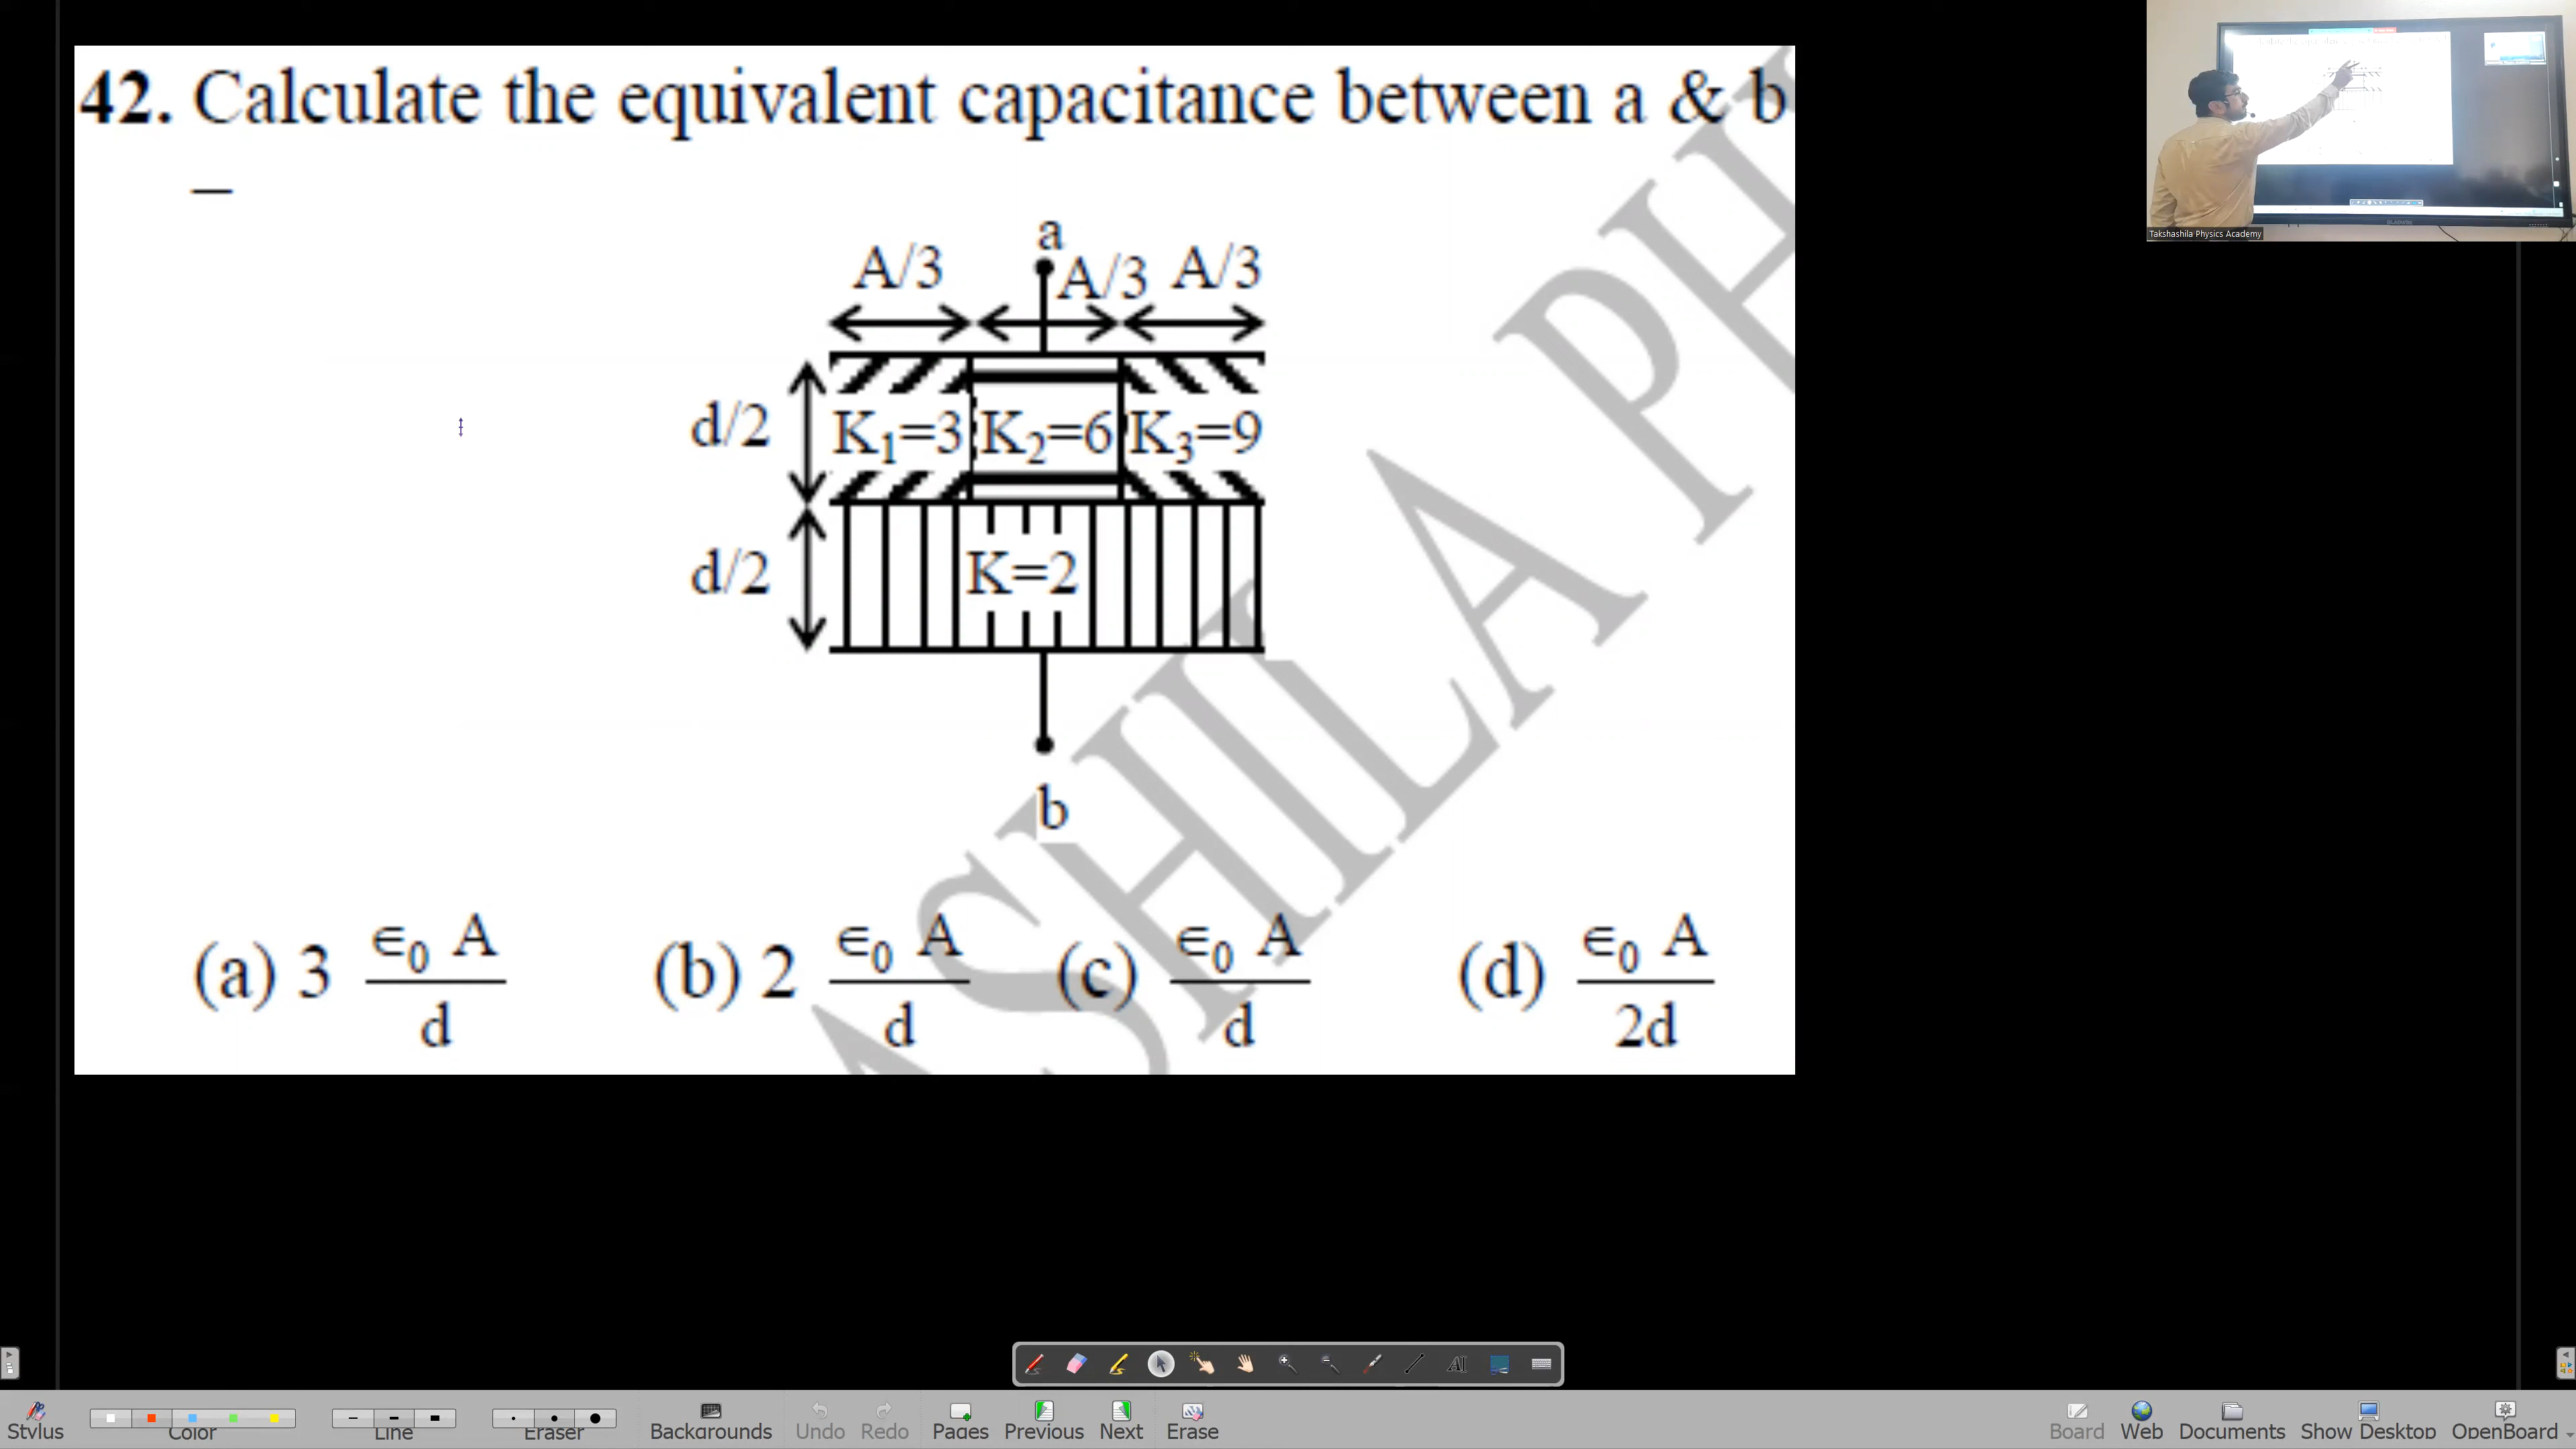 42. Calculate the equivalent capacitance between a & b
–
a
A/3 A/3 A/3
d/2 K₁=3 K₂=6 K₃=9
d/2 K=2
b
(a) 3 ∈₀ A / d (b) 2 ∈₀ A / d (c) ∈₀ A / d (d) ∈₀ A / 2d
ASHILA PH
Takshashila Physics Academy
Stylus Color Line Eraser Backgrounds Undo Redo Pages Previous Next Erase Board Web Documents Show Desktop OpenBoard